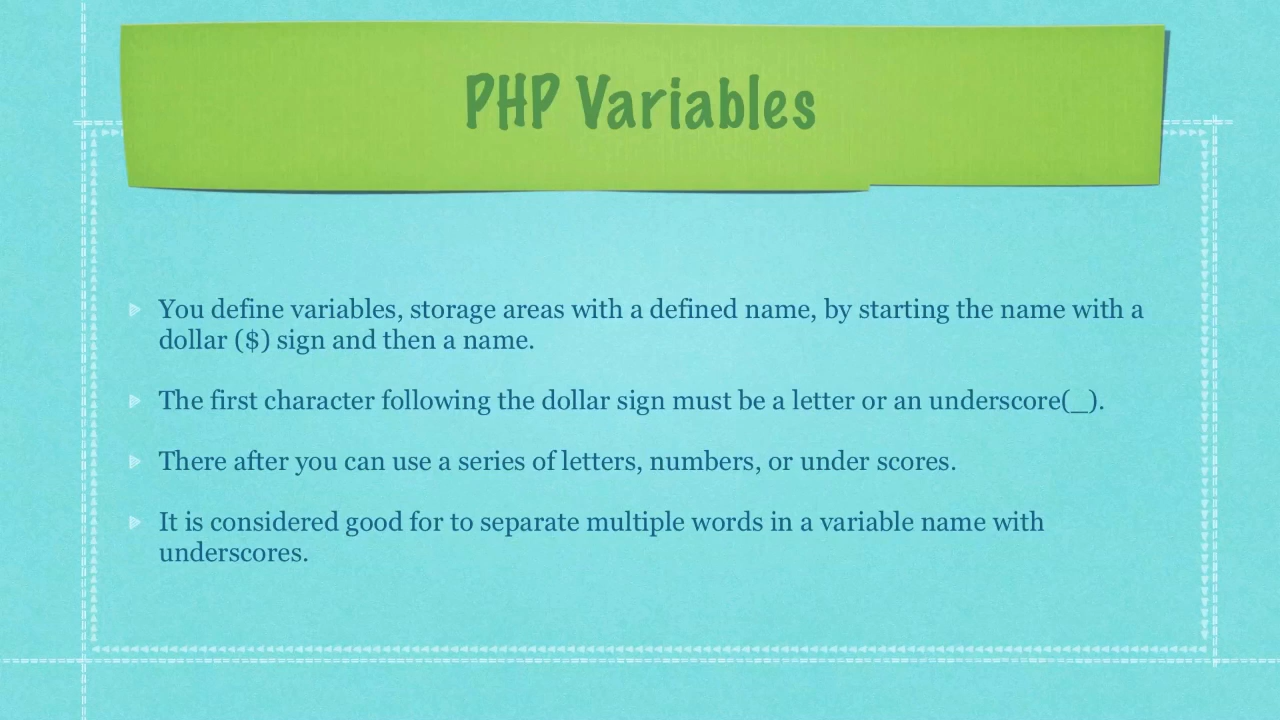 PHP Variables
You define variables, storage areas with a defined name, by starting the name with a
dollar ($) sign and then a name.
The first character following the dollar sign must be a letter or an underscore(_).
There after you can use a series of letters, numbers, or under scores.
It is considered good for to separate multiple words in a variable name with
underscores.